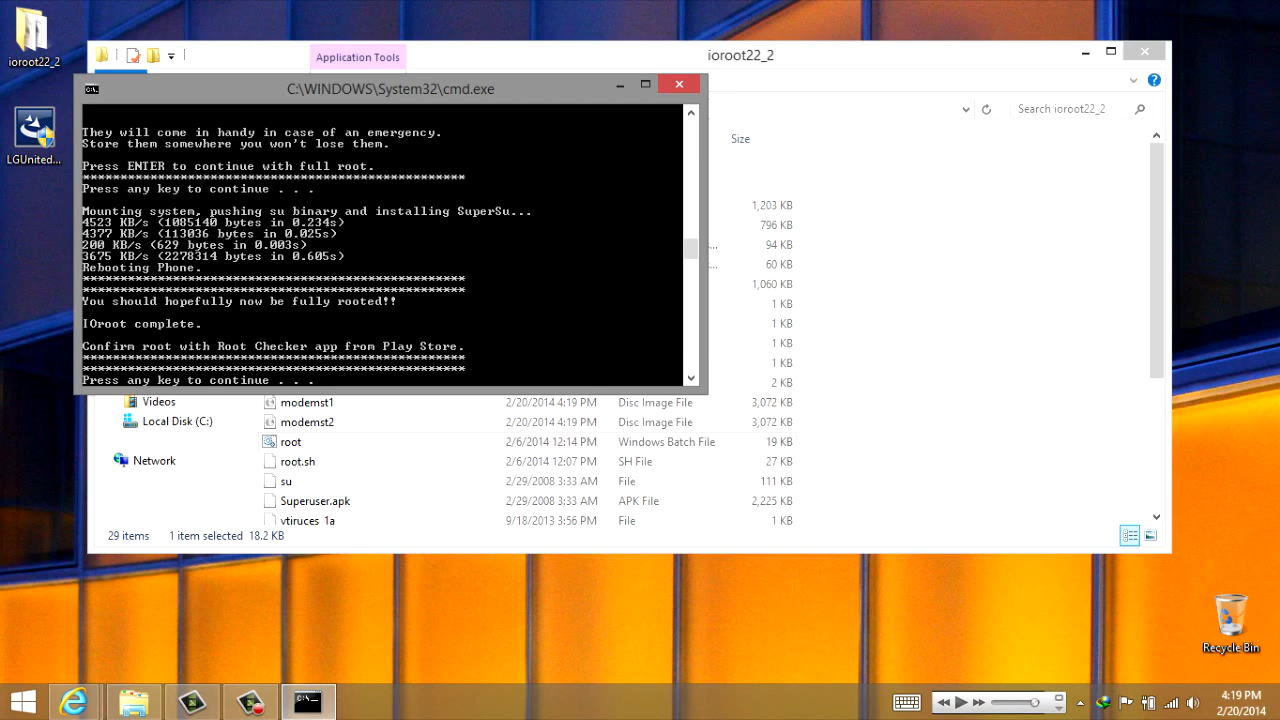 ioroot22_2
LGUnited...
Application Tools
ioroot22_2
C:\WINDOWS\System32\cmd.exe
Search ioroot22_2
They will come in handy in case of an emergency.
Store them somewhere you won't lose them.
Press ENTER to continue with full root.
***************************************************
Press any key to continue . . .
Mounting system, pushing su binary and installing SuperSu...
4523 KB/s (1085140 bytes in 0.234s)
4377 KB/s (113036 bytes in 0.025s)
200 KB/s (629 bytes in 0.003s)
3675 KB/s (2278314 bytes in 0.605s)
Rebooting Phone.
***************************************************
***************************************************
You should hopefully now be fully rooted!!
IOroot complete.
Confirm root with Root Checker app from Play Store.
***************************************************
***************************************************
Press any key to continue . . .
Size
1,203 KB
796 KB
... 94 KB
... 60 KB
1,060 KB
1 KB
1 KB
1 KB
1 KB
2 KB
Videos
Local Disk (C:)
Network
modemst1 2/20/2014 4:19 PM Disc Image File 3,072 KB
modemst2 2/20/2014 4:19 PM Disc Image File 3,072 KB
root 2/6/2014 12:14 PM Windows Batch File 19 KB
root.sh 2/6/2014 12:07 PM SH File 27 KB
su 2/29/2008 3:33 AM File 111 KB
Superuser.apk 2/29/2008 3:33 AM APK File 2,225 KB
vtiruces_1a 9/18/2013 3:56 PM File 1 KB
29 items 1 item selected 18.2 KB
Recycle Bin
C:\_
4:19 PM
2/20/2014